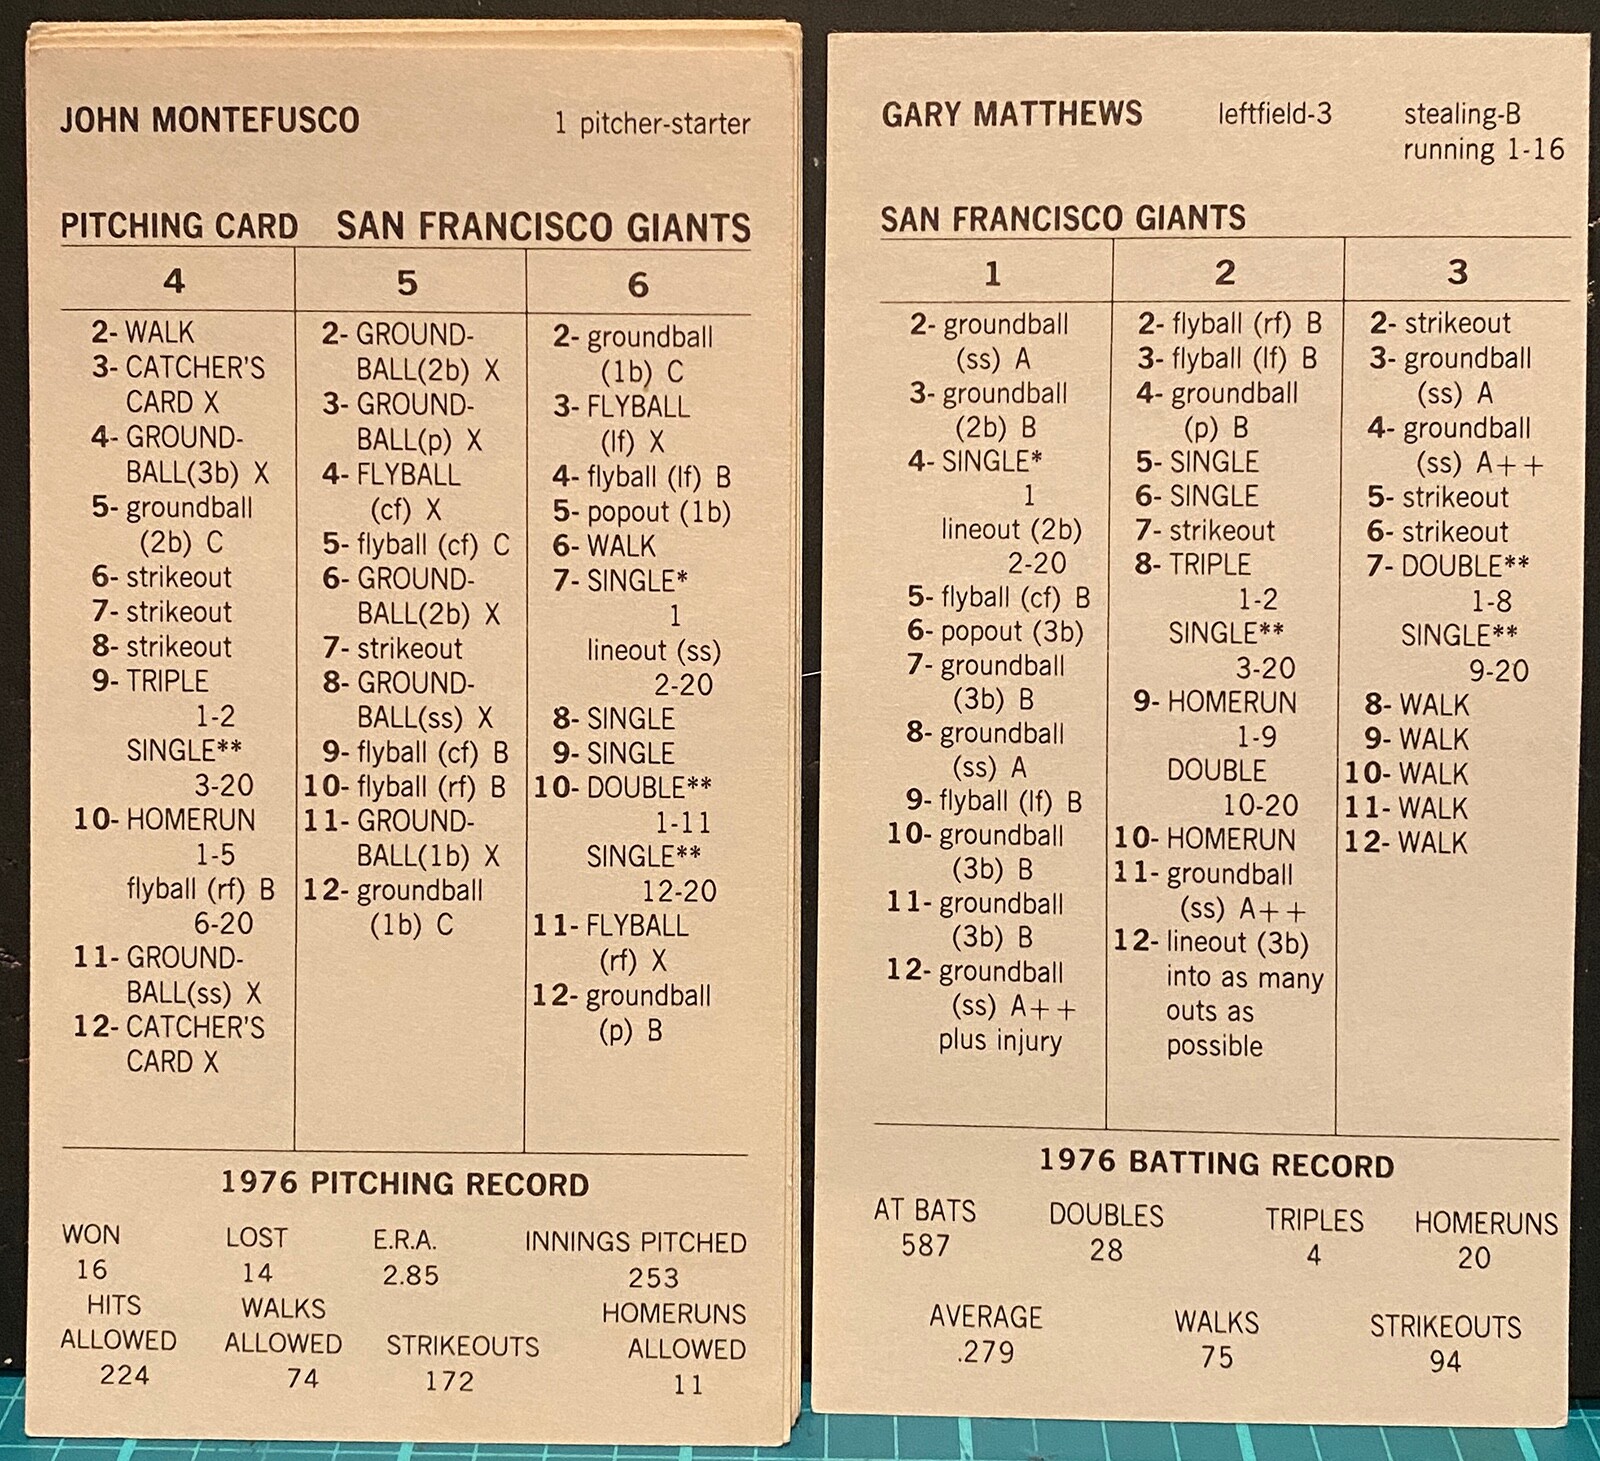 JOHN MONTEFUSCO 1 pitcher-starter
PITCHING CARD SAN FRANCISCO GIANTS
4
2- WALK
3- CATCHER'S
CARD X
4- GROUND-
BALL(3b) X
5- groundball
(2b) C
6- strikeout
7- strikeout
8- strikeout
9- TRIPLE
1-2
SINGLE**
3-20
10- HOMERUN
1-5
flyball (rf) B
6-20
11- GROUND-
BALL(ss) X
12- CATCHER'S
CARD X
5
2- GROUND-
BALL(2b) X
3- GROUND-
BALL(p) X
4- FLYBALL
(cf) X
5- flyball (cf) C
6- GROUND-
BALL(2b) X
7- strikeout
8- GROUND-
BALL(ss) X
9- flyball (cf) B
10- flyball (rf) B
11- GROUND-
BALL(1b) X
12- groundball
(1b) C
6
2- groundball
(1b) C
3- FLYBALL
(lf) X
4- flyball (lf) B
5- popout (1b)
6- WALK
7- SINGLE*
1
lineout (ss)
2-20
8- SINGLE
9- SINGLE
10- DOUBLE**
1-11
SINGLE**
12-20
11- FLYBALL
(rf) X
12- groundball
(p) B
1976 PITCHING RECORD
WON LOST E.R.A. INNINGS PITCHED
16 14 2.85 253
HITS WALKS HOMERUNS
ALLOWED ALLOWED STRIKEOUTS ALLOWED
224 74 172 11
GARY MATTHEWS leftfield-3 stealing-B
running 1-16
SAN FRANCISCO GIANTS
1
2- groundball
(ss) A
3- groundball
(2b) B
4- SINGLE*
1
lineout (2b)
2-20
5- flyball (cf) B
6- popout (3b)
7- groundball
(3b) B
8- groundball
(ss) A
9- flyball (lf) B
10- groundball
(3b) B
11- groundball
(3b) B
12- groundball
(ss) A++
plus injury
2
2- flyball (rf) B
3- flyball (lf) B
4- groundball
(p) B
5- SINGLE
6- SINGLE
7- strikeout
8- TRIPLE
1-2
SINGLE**
3-20
9- HOMERUN
1-9
DOUBLE
10-20
10- HOMERUN
11- groundball
(ss) A++
12- lineout (3b)
into as many
outs as
possible
3
2- strikeout
3- groundball
(ss) A
4- groundball
(ss) A++
5- strikeout
6- strikeout
7- DOUBLE**
1-8
SINGLE**
9-20
8- WALK
9- WALK
10- WALK
11- WALK
12- WALK
1976 BATTING RECORD
AT BATS DOUBLES TRIPLES HOMERUNS
587 28 4 20
AVERAGE WALKS STRIKEOUTS
.279 75 94